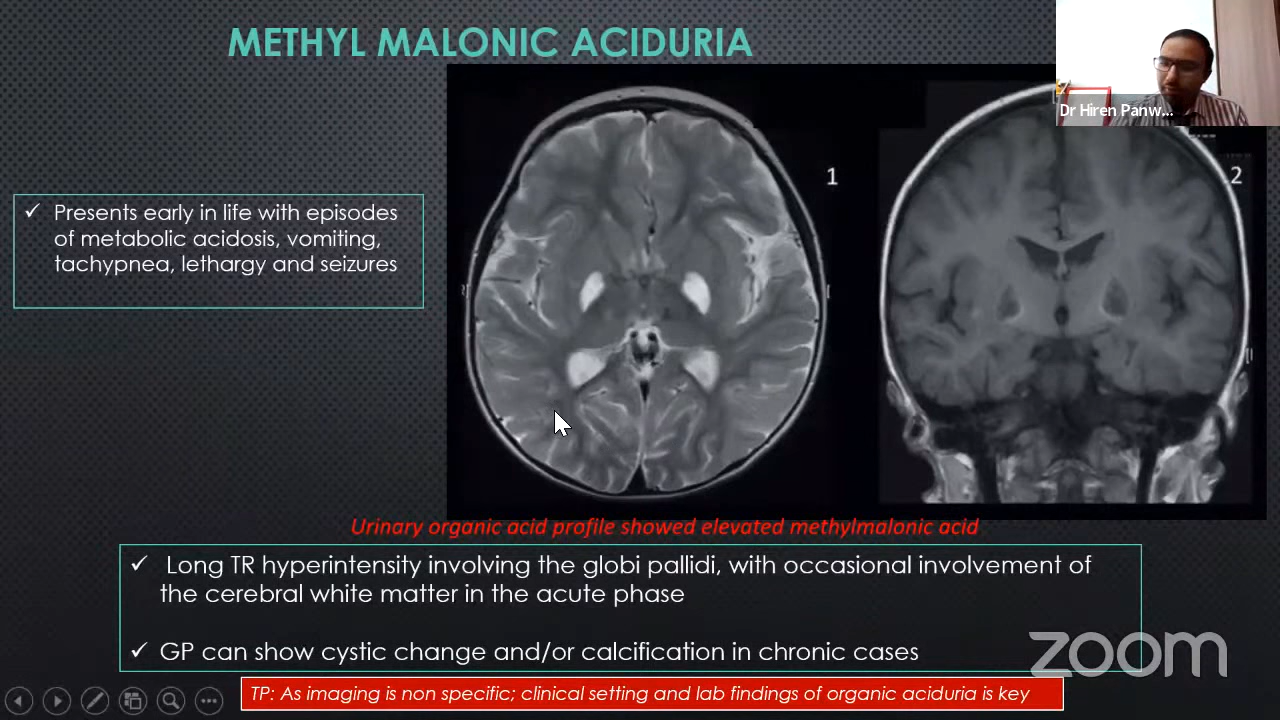 METHYL MALONIC ACIDURIA
Dr Hiren Panw...
1
2
✓ Presents early in life with episodes
of metabolic acidosis, vomiting,
tachypnea, lethargy and seizures
Urinary organic acid profile showed elevated methylmalonic acid
✓ Long TR hyperintensity involving the globi pallidi, with occasional involvement of
the cerebral white matter in the acute phase
✓ GP can show cystic change and/or calcification in chronic cases
zoom
TP: As imaging is non specific; clinical setting and lab findings of organic aciduria is key